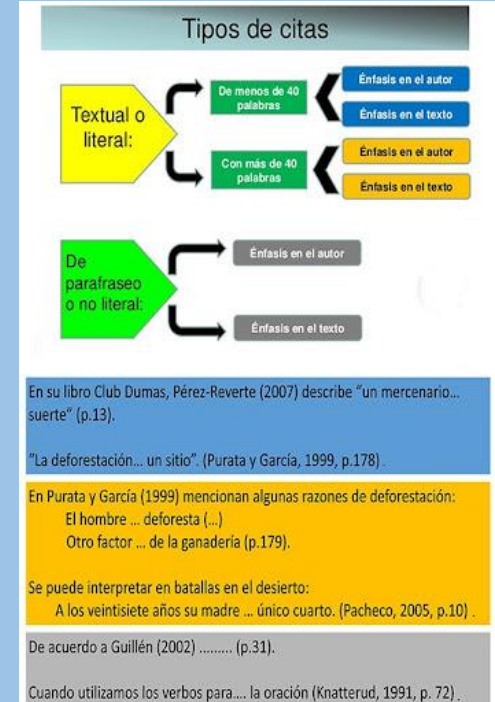 Tipos de citas
Textual o
literal:
De menos de 40
palabras
Énfasis en el autor
Énfasis en el texto
Con más de 40
palabras
Énfasis en el autor
Énfasis en el texto
De
parafraseo
o no literal:
Énfasis en el autor
Énfasis en el texto
En su libro Club Dumas, Pérez-Reverte (2007) describe “un mercenario...
suerte” (p.13).
“La deforestación... un sitio”. (Purata y García, 1999, p.178) .
En Purata y García (1999) mencionan algunas razones de deforestación:
El hombre ... deforesta (...)
Otro factor ... de la ganadería (p.179).
Se puede interpretar en batallas en el desierto:
A los veintisiete años su madre ... único cuarto. (Pacheco, 2005, p.10) .
De acuerdo a Guillén (2002) ......... (p.31).
Cuando utilizamos los verbos para.... la oración (Knatterud, 1991, p. 72) .